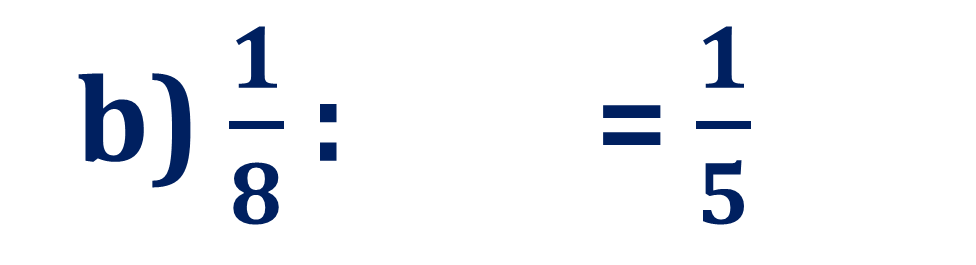 b) 1/8 : = 1/5